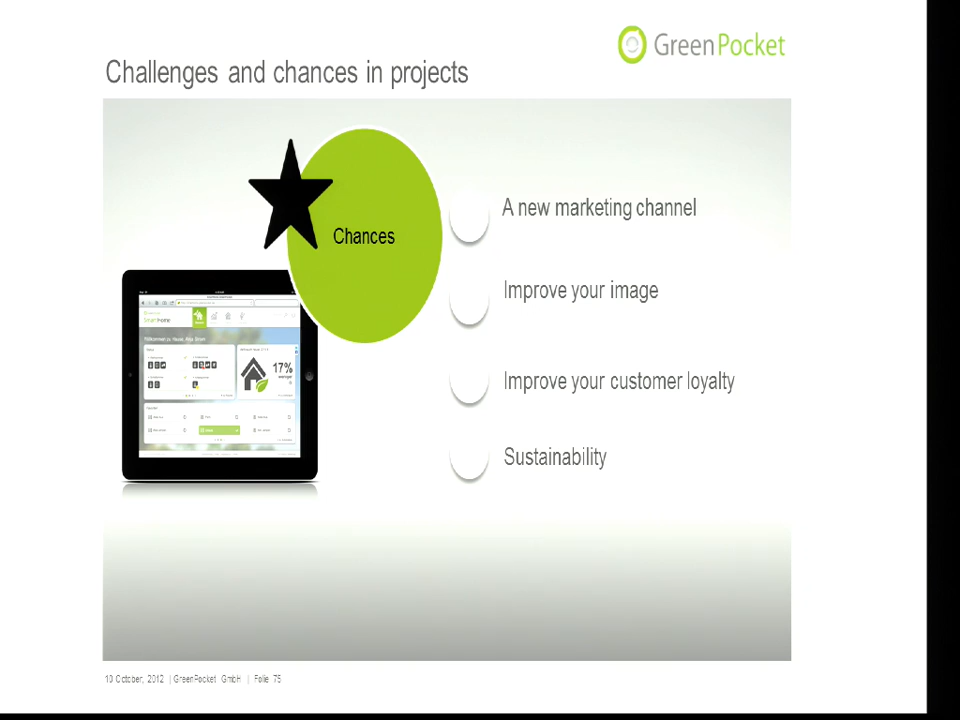 GreenPocket
Challenges and chances in projects
Chances
A new marketing channel
Improve your image
Improve your customer loyalty
Sustainability
SmartHome
17%
10 October, 2012 | GreenPocket GmbH | Folie 75